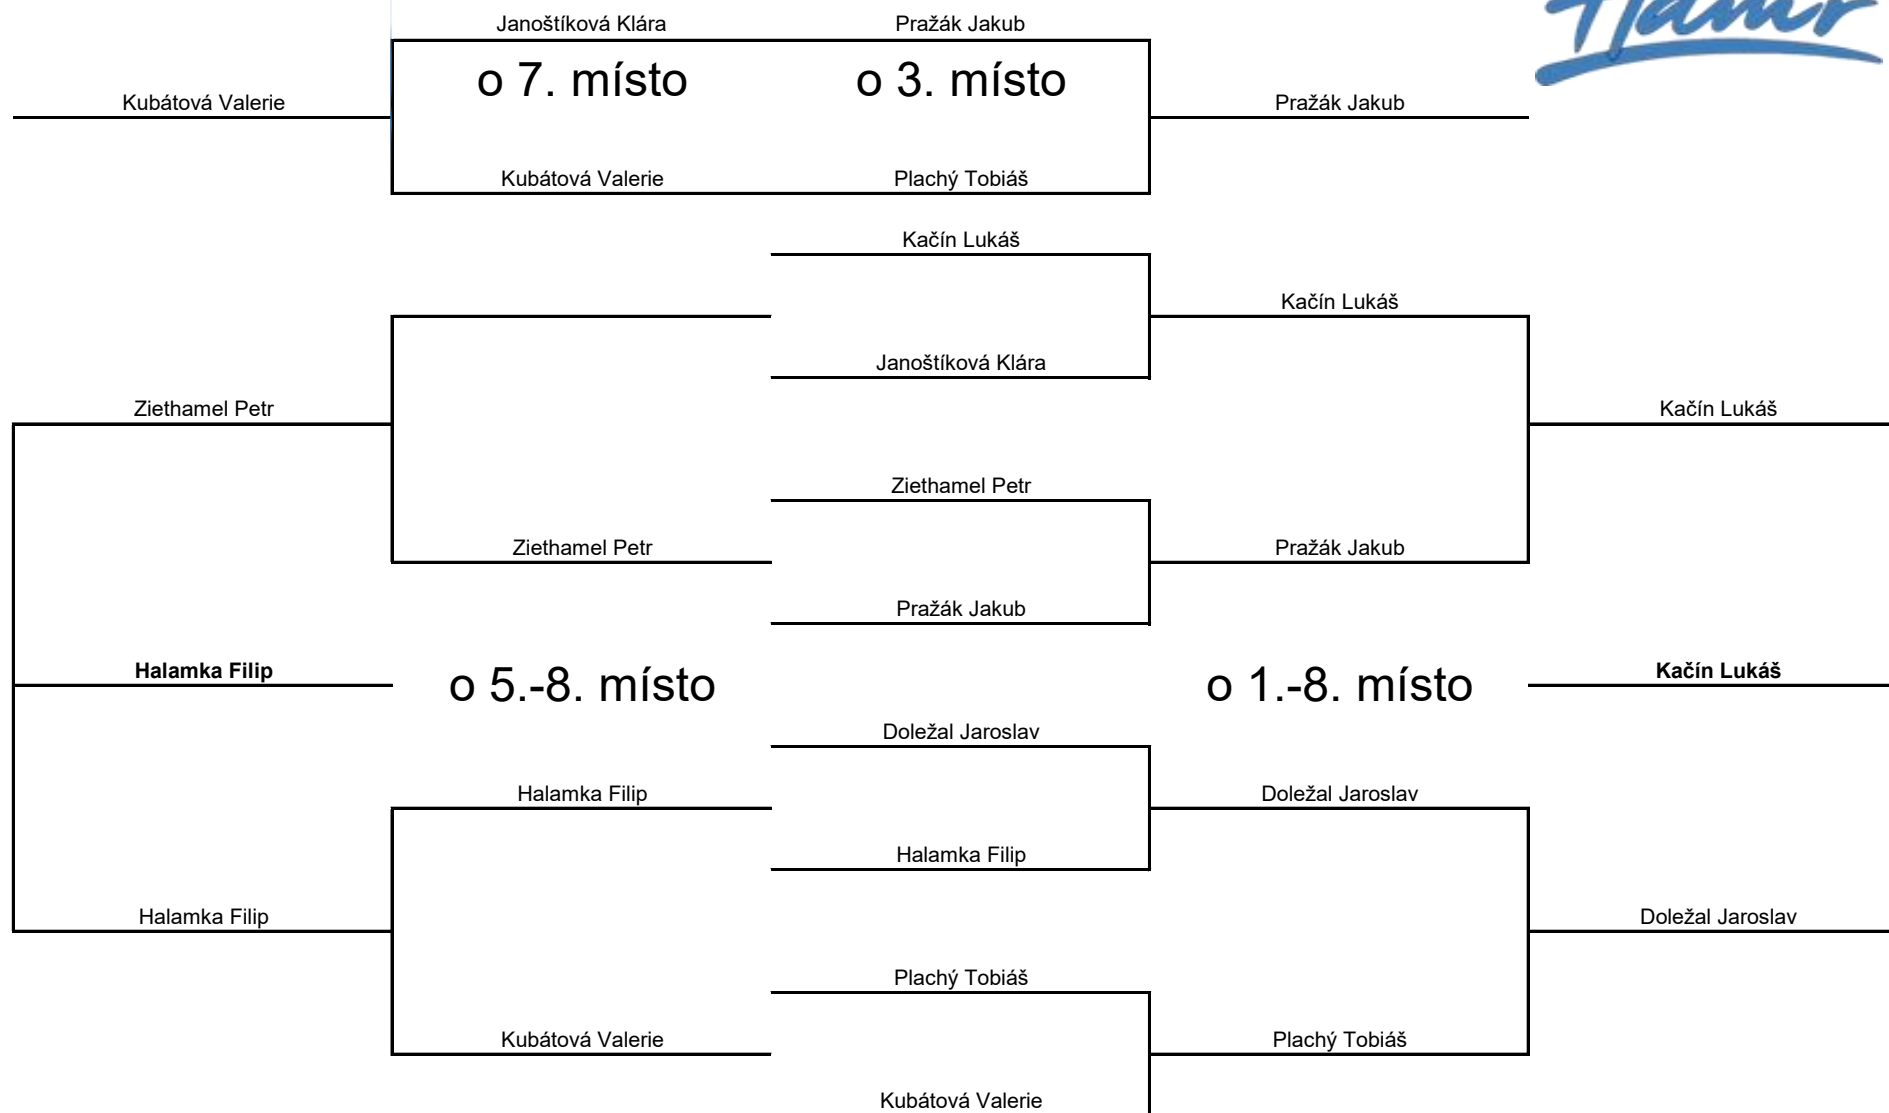 Hamr
Janoštíková Klára Pražák Jakub
o 7. místo o 3. místo
Kubátová Valerie Pražák Jakub
Kubátová Valerie Plachý Tobiáš
Kačín Lukáš
Kačín Lukáš
Janoštíková Klára
Ziethamel Petr Kačín Lukáš
Ziethamel Petr
Ziethamel Petr Pražák Jakub
Pražák Jakub
Halamka Filip o 5.-8. místo o 1.-8. místo Kačín Lukáš
Doležal Jaroslav
Halamka Filip Doležal Jaroslav
Halamka Filip
Halamka Filip Doležal Jaroslav
Plachý Tobiáš
Kubátová Valerie Plachý Tobiáš
Kubátová Valerie